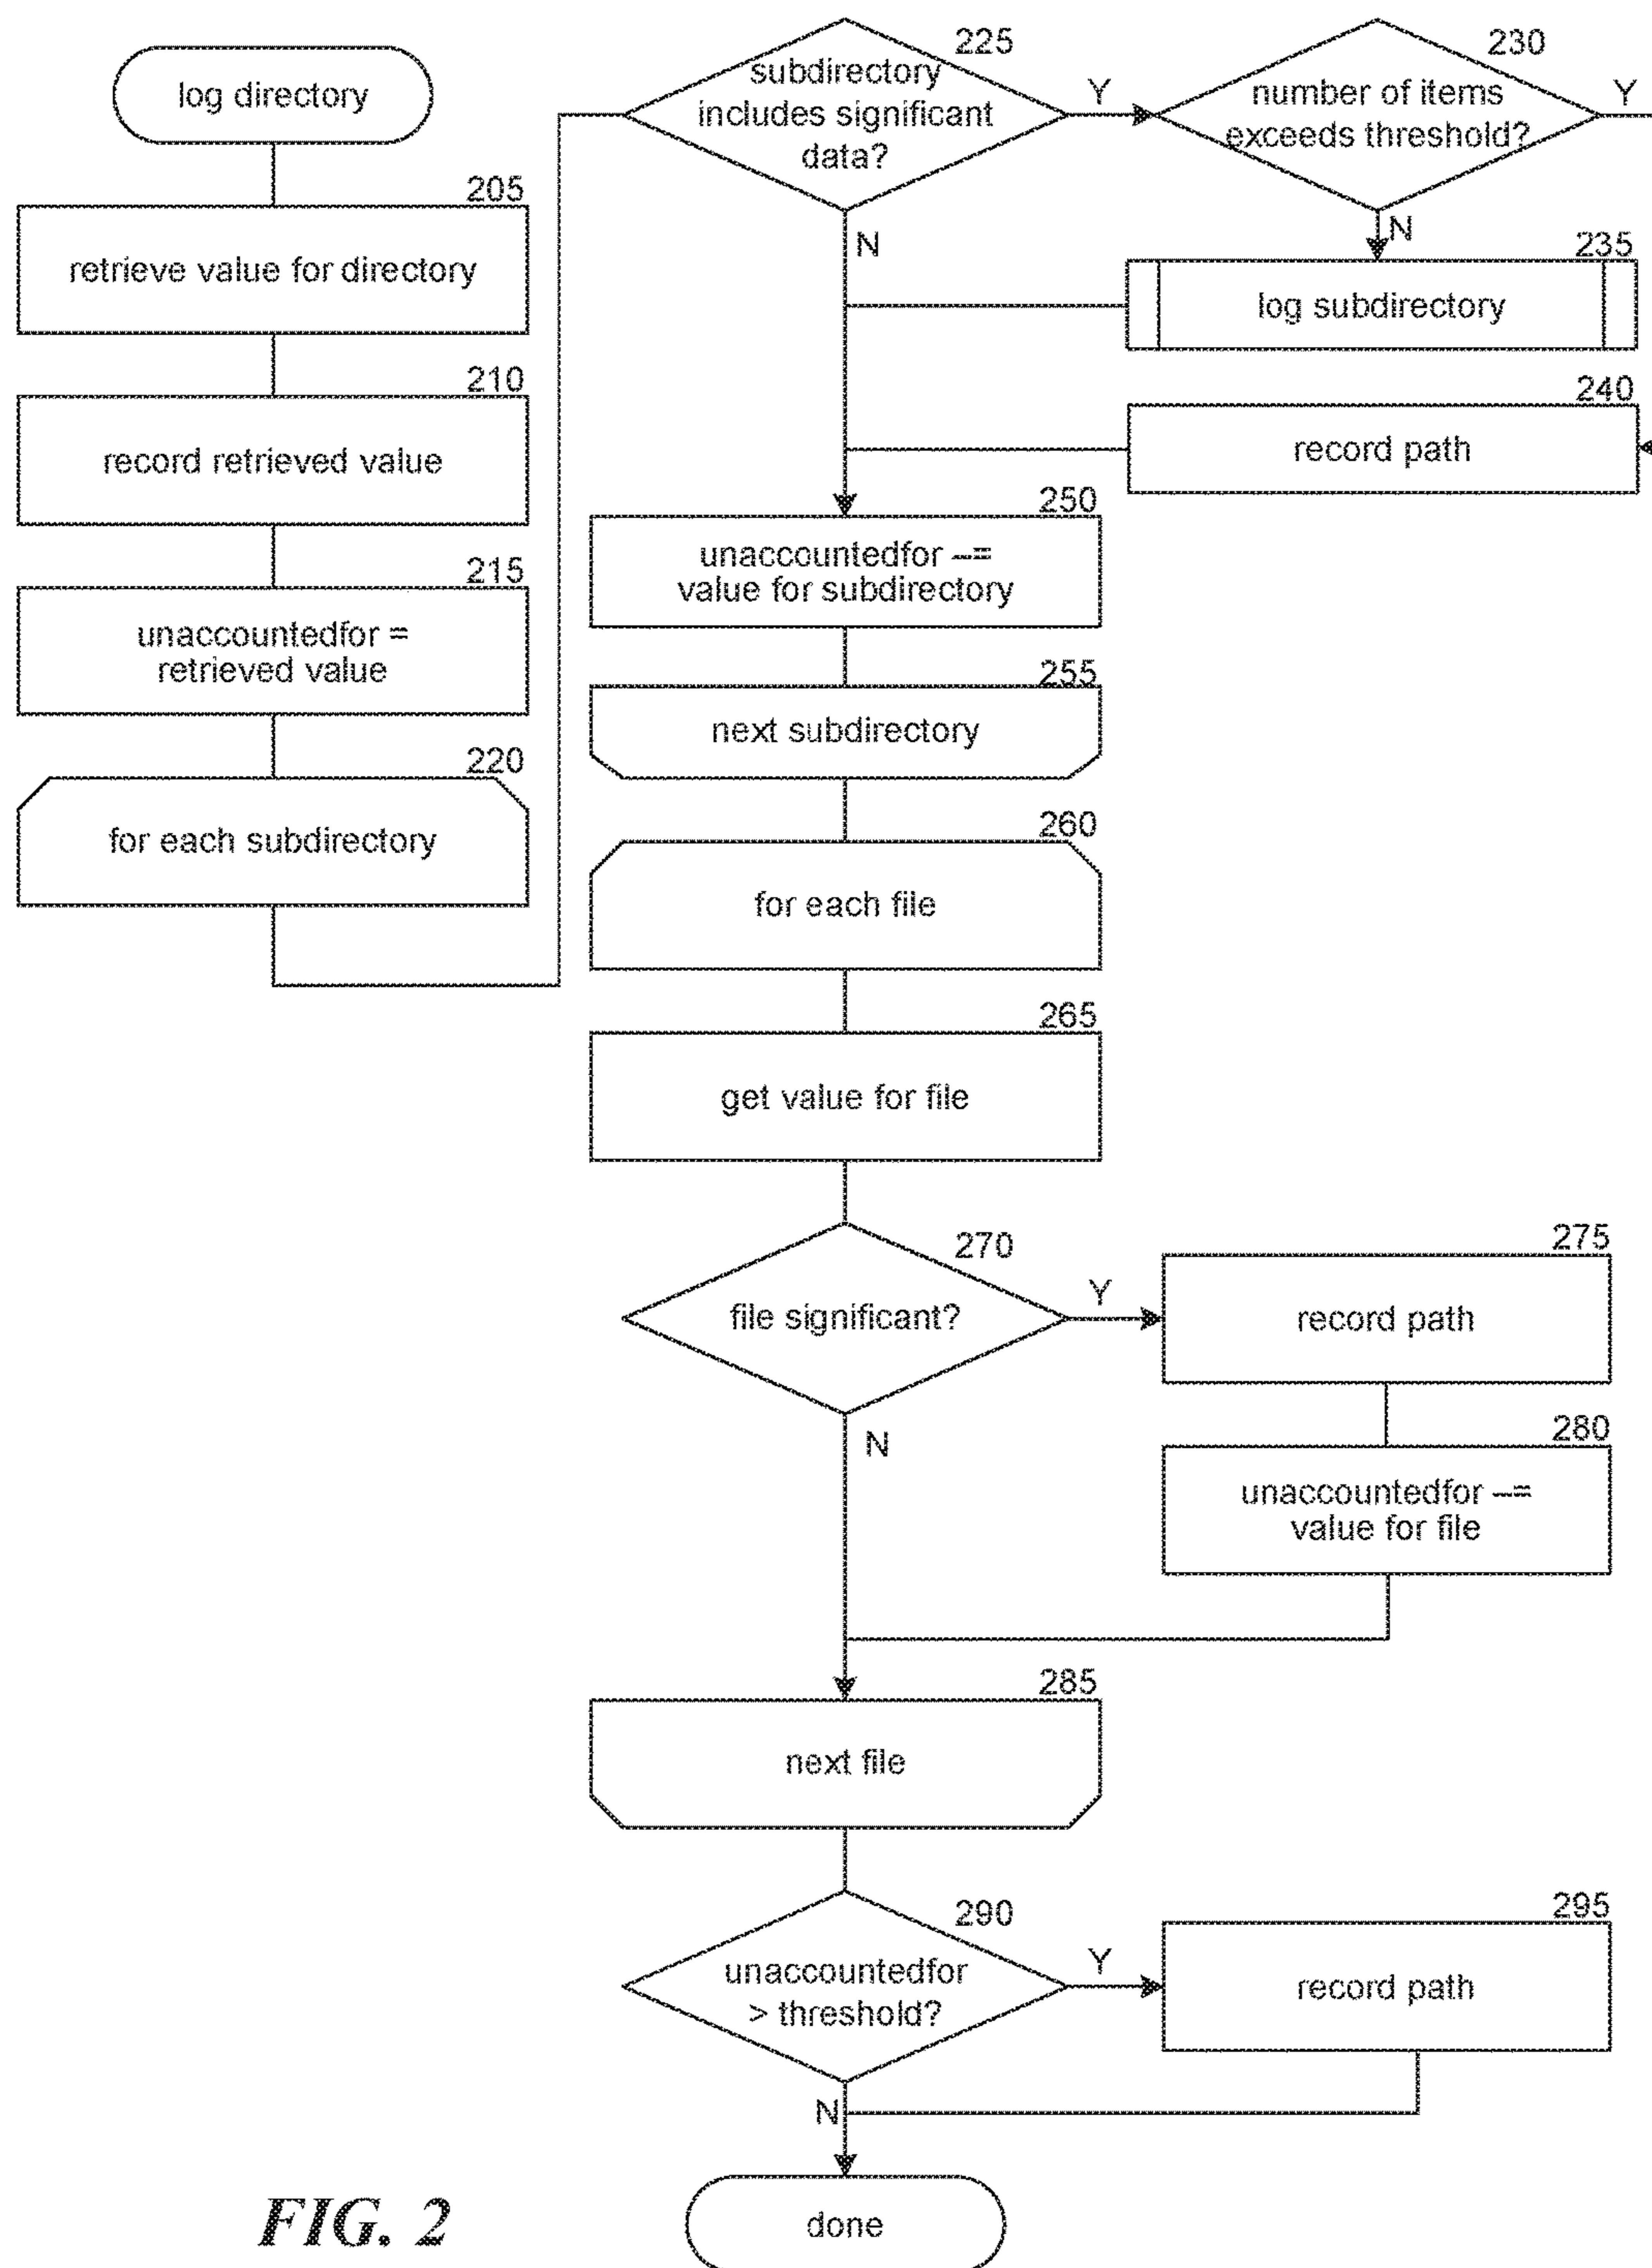 log directory
205
retrieve value for directory
210
record retrieved value
215
unaccountedfor =
retrieved value
220
for each subdirectory
225
subdirectory
includes significant
data?
Y
N
230
number of items
exceeds threshold?
Y
N
235
log subdirectory
240
record path
250
unaccountedfor –=
value for subdirectory
255
next subdirectory
260
for each file
265
get value for file
270
file significant?
Y
N
275
record path
280
unaccountedfor –=
value for file
285
next file
290
unaccountedfor
> threshold?
Y
N
295
record path
done
FIG. 2